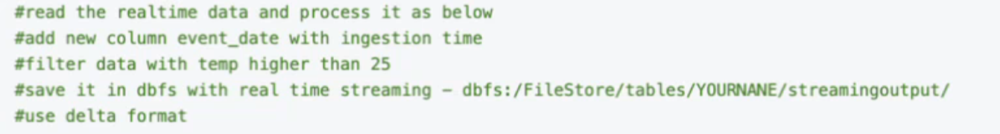 #read the realtime data and process it as below
#add new column event_date with ingestion time
#filter data with temp higher than 25
#save it in dbfs with real time streaming – dbfs:/FileStore/tables/YOURNANE/streamingoutput/
#use delta format